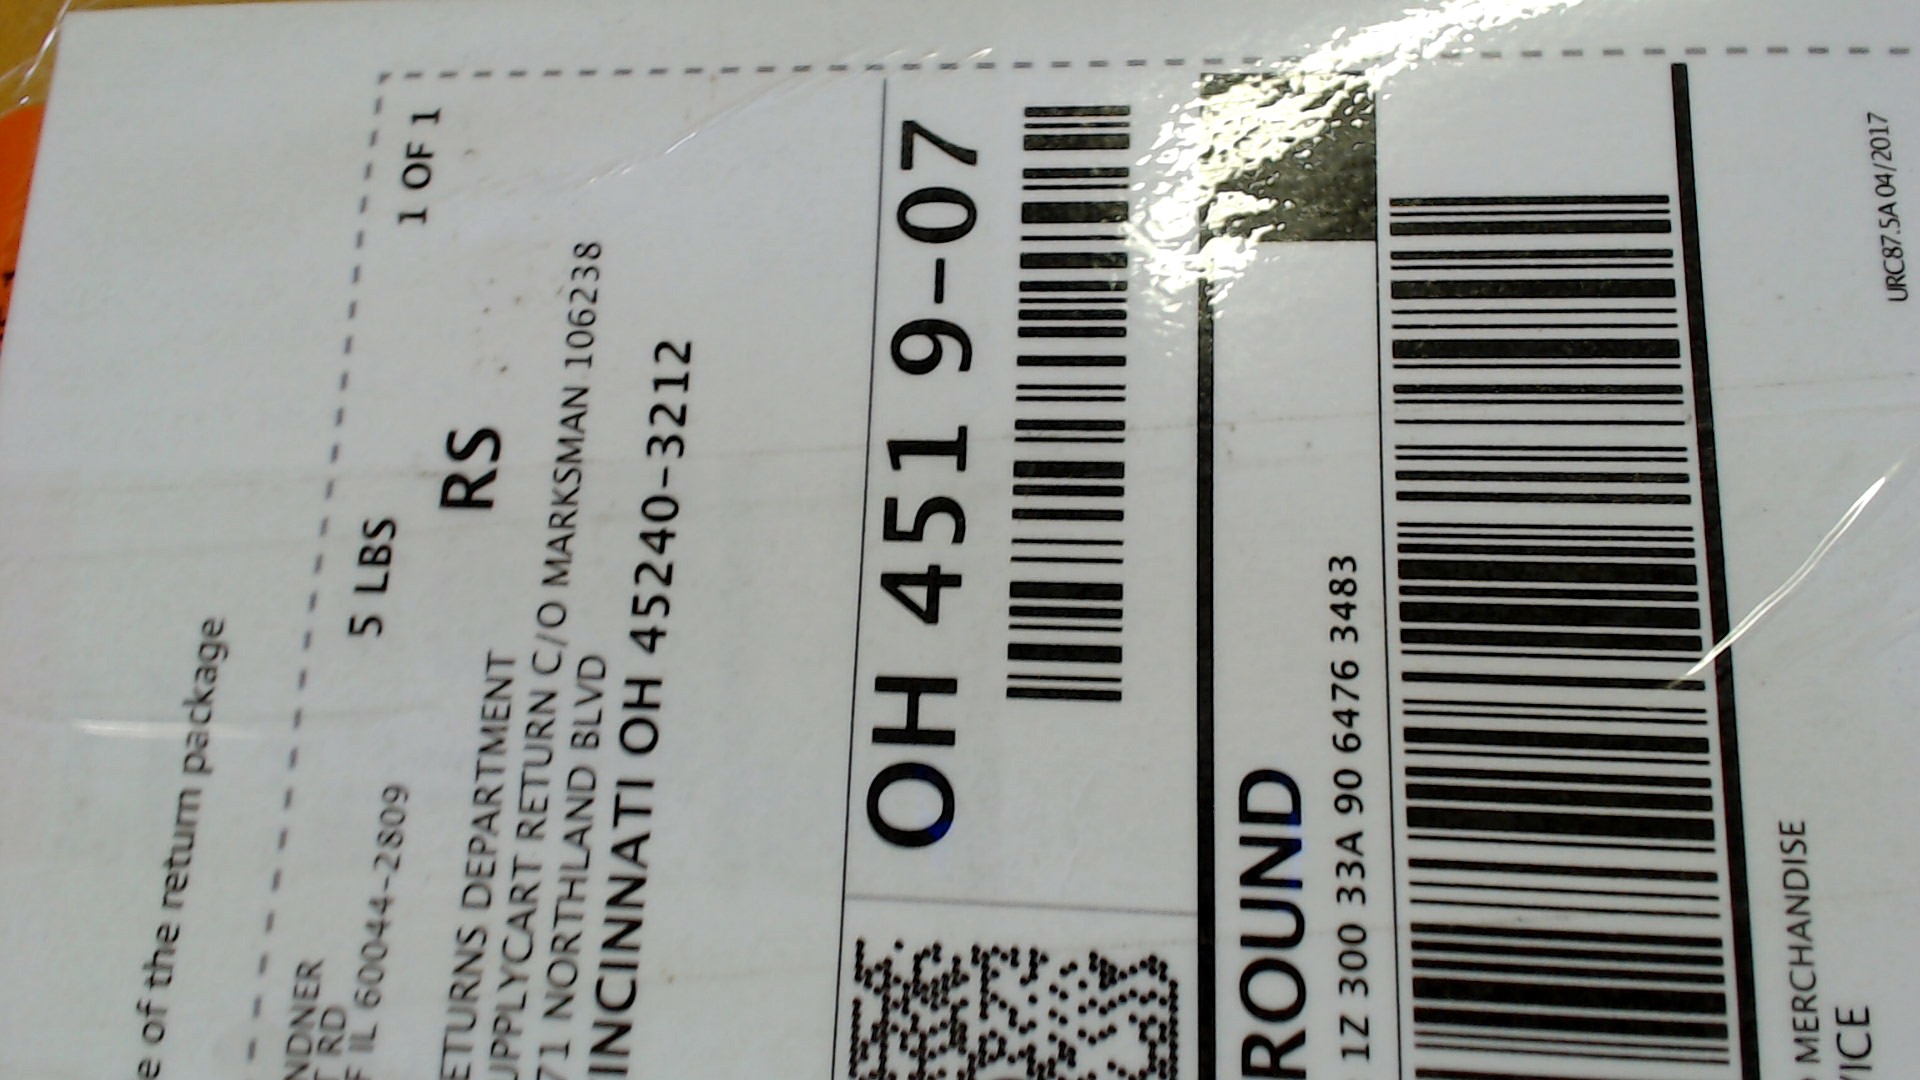 e of the return package
5 LBS
1 OF 1
NDNER
T RD
F IL 60044-2809
RS
ETURNS DEPARTMENT
UPPLYCART RETURN C/O MARKSMAN 106238
71 NORTHLAND BLVD
INCINNATI OH 45240-3212
OH 451 9-07
ROUND
1Z 300 33A 90 6476 3483
MERCHANDISE
VICE
URC87.5A 04/2017